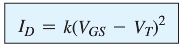 I_D = k(V_GS − V_T)²